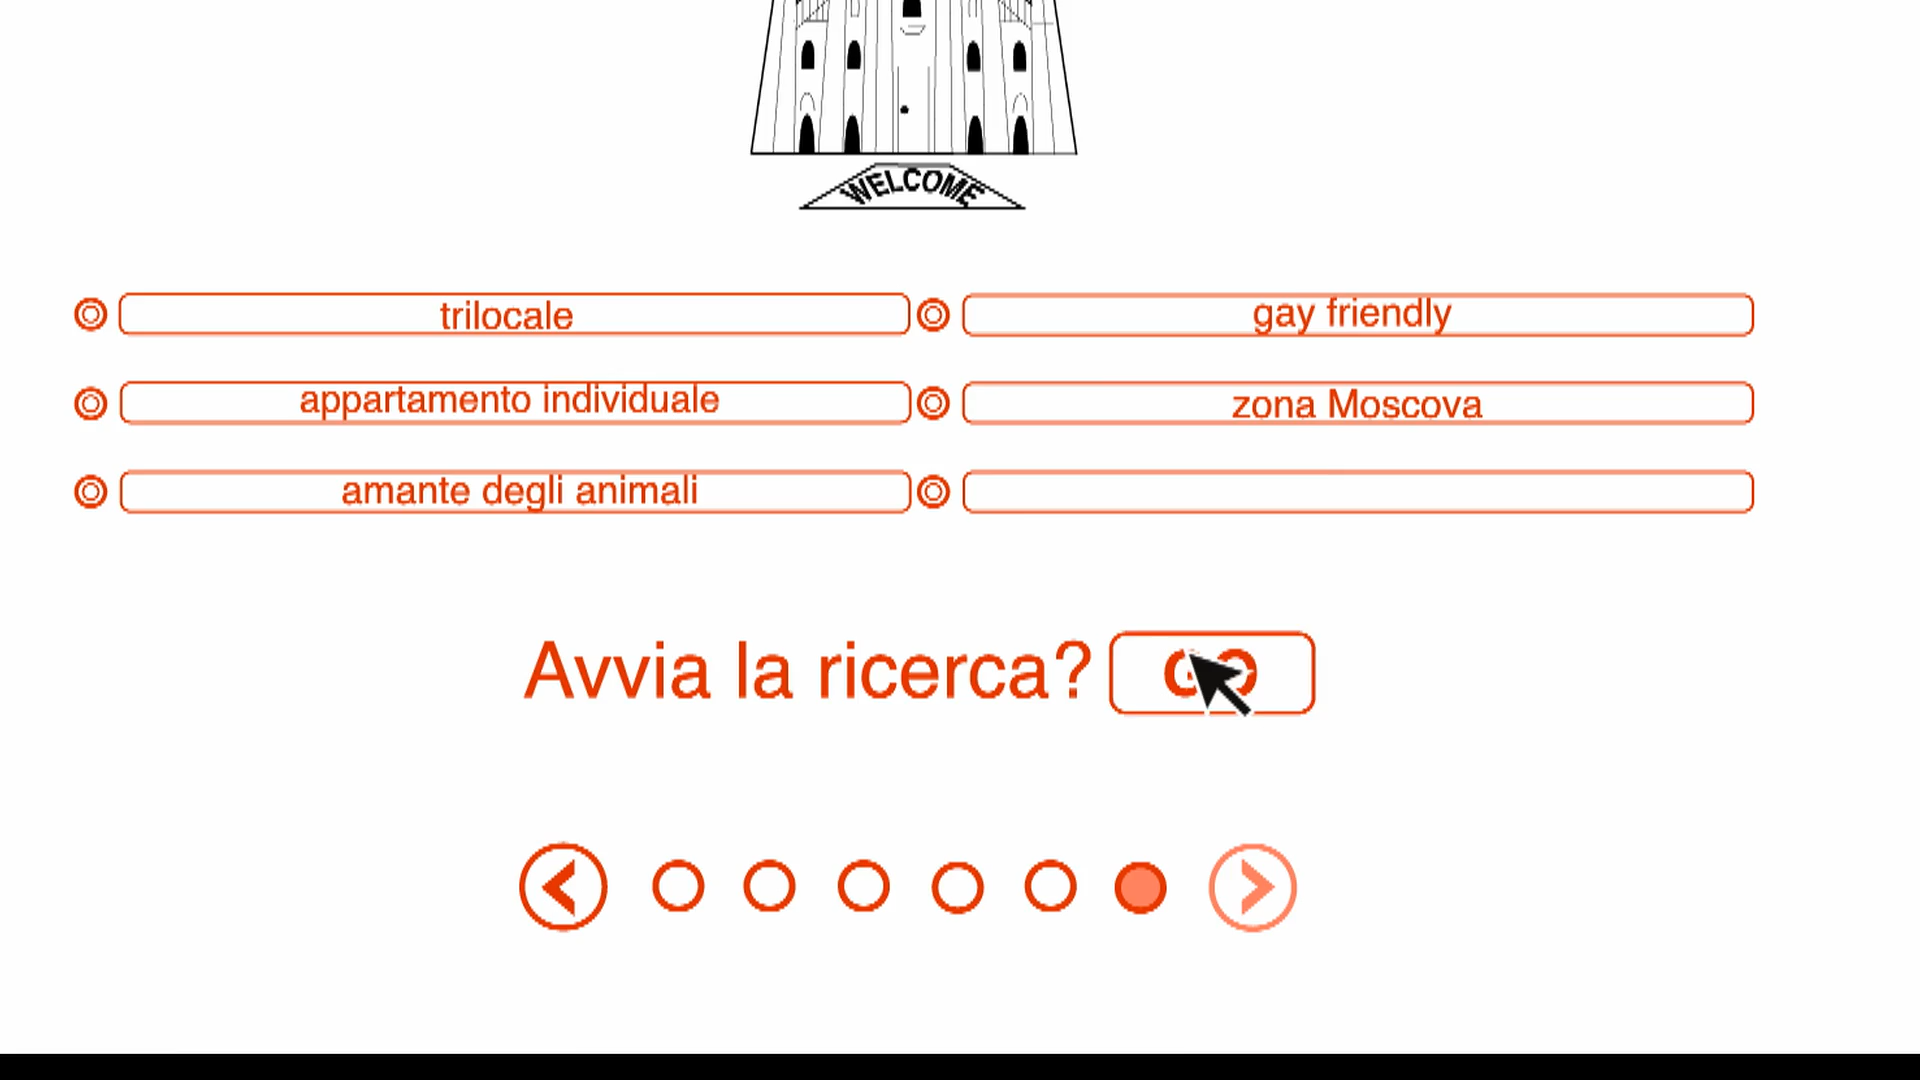 WELCOME
trilocale
gay friendly
appartamento individuale
zona Moscova
amante degli animali
Avvia la ricerca? GO